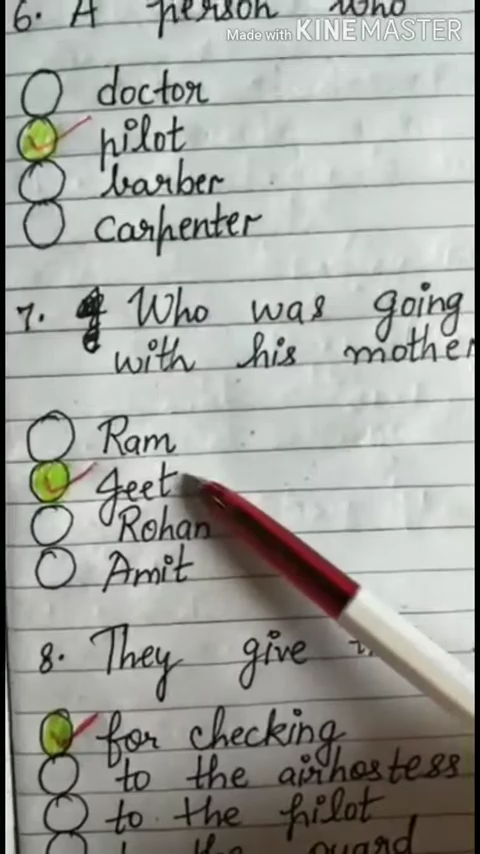 6. A person who
Made with KINEMASTER
doctor
pilot
barber
carpenter
7. Who was going
with his mother
Ram
Jeet
Rohan
Amit
8. They give
for checking
to the airhostess
to the pilot
guard